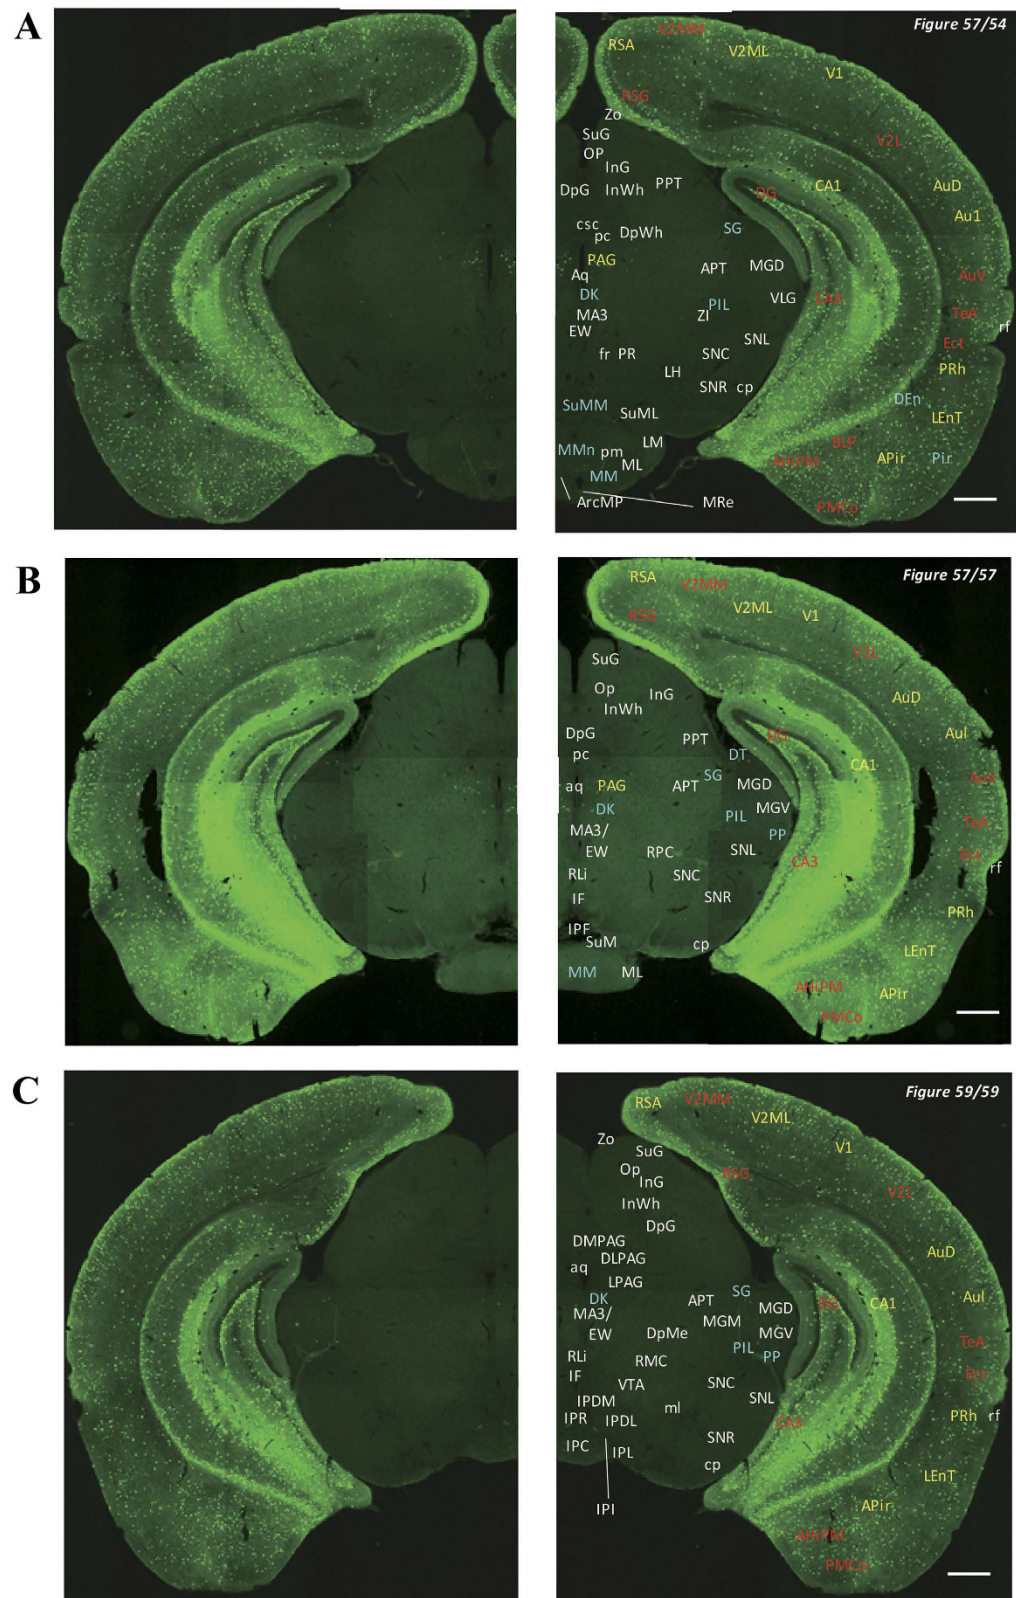 A
Figure 57/54
V2MM
RSA
V2ML
V1
RSG
Zo
SuG
V2L
OP
InG
DpG
InWh
PPT
DG
CA1
AuD
Au1
csc
pc
DpWh
SG
PAG
Aq
APT
MGD
AuV
DK
PIL
VLG
CA3
MA3
ZI
TeA
rf
EW
SNL
Ect
fr
PR
SNC
PRh
LH
SNR
cp
DEn
SuMM
SuML
LEnT
LM
BLP
MMn
pm
ML
AHiPM
APir
Pir
MM
ArcMP
MRe
PMCo
B
Figure 57/57
RSA
V2MM
V2ML
V1
RSG
V2L
SuG
Op
InG
InWh
AuD
DpG
PPT
DG
AuI
pc
DT
CA1
SG
AuV
aq
PAG
APT
MGD
DK
PIL
MGV
MA3/
PP
TeA
EW
RPC
SNL
CA3
Ect
rf
RLi
SNC
IF
SNR
PRh
IPF
SuM
cp
LEnT
MM
ML
AHiPM
APir
PMCo
C
Figure 59/59
RSA
V2MM
V2ML
Zo
V1
SuG
Op
InG
RSG
V2L
InWh
DpG
DMPAG
AuD
DLPAG
aq
LPAG
DK
APT
SG
MGD
DG
CA1
AuI
MA3/
MGM
EW
DpMe
MGV
TeA
RLi
RMC
PIL
PP
IF
VTA
SNC
Ect
IPDM
SNL
IPR
IPDL
ml
CA3
PRh
rf
IPC
IPL
SNR
cp
LEnT
IPI
APir
AHiPM
PMCo